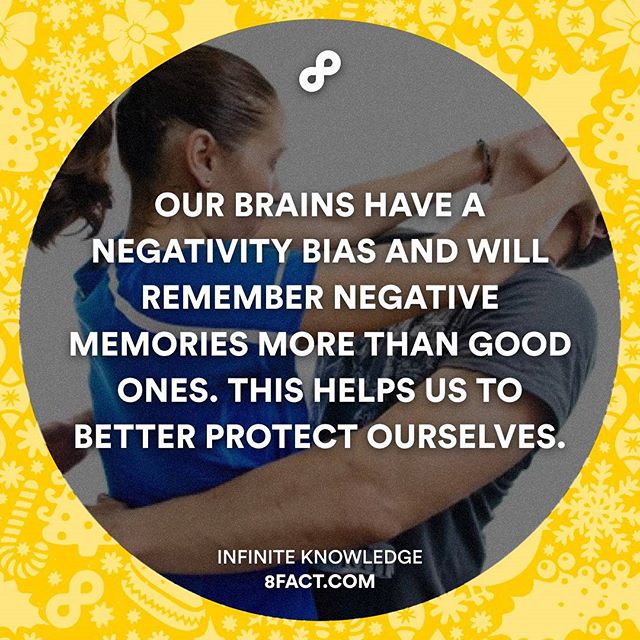 OUR BRAINS HAVE A
NEGATIVITY BIAS AND WILL
REMEMBER NEGATIVE
MEMORIES MORE THAN GOOD
ONES. THIS HELPS US TO
BETTER PROTECT OURSELVES.
INFINITE KNOWLEDGE
8FACT.COM